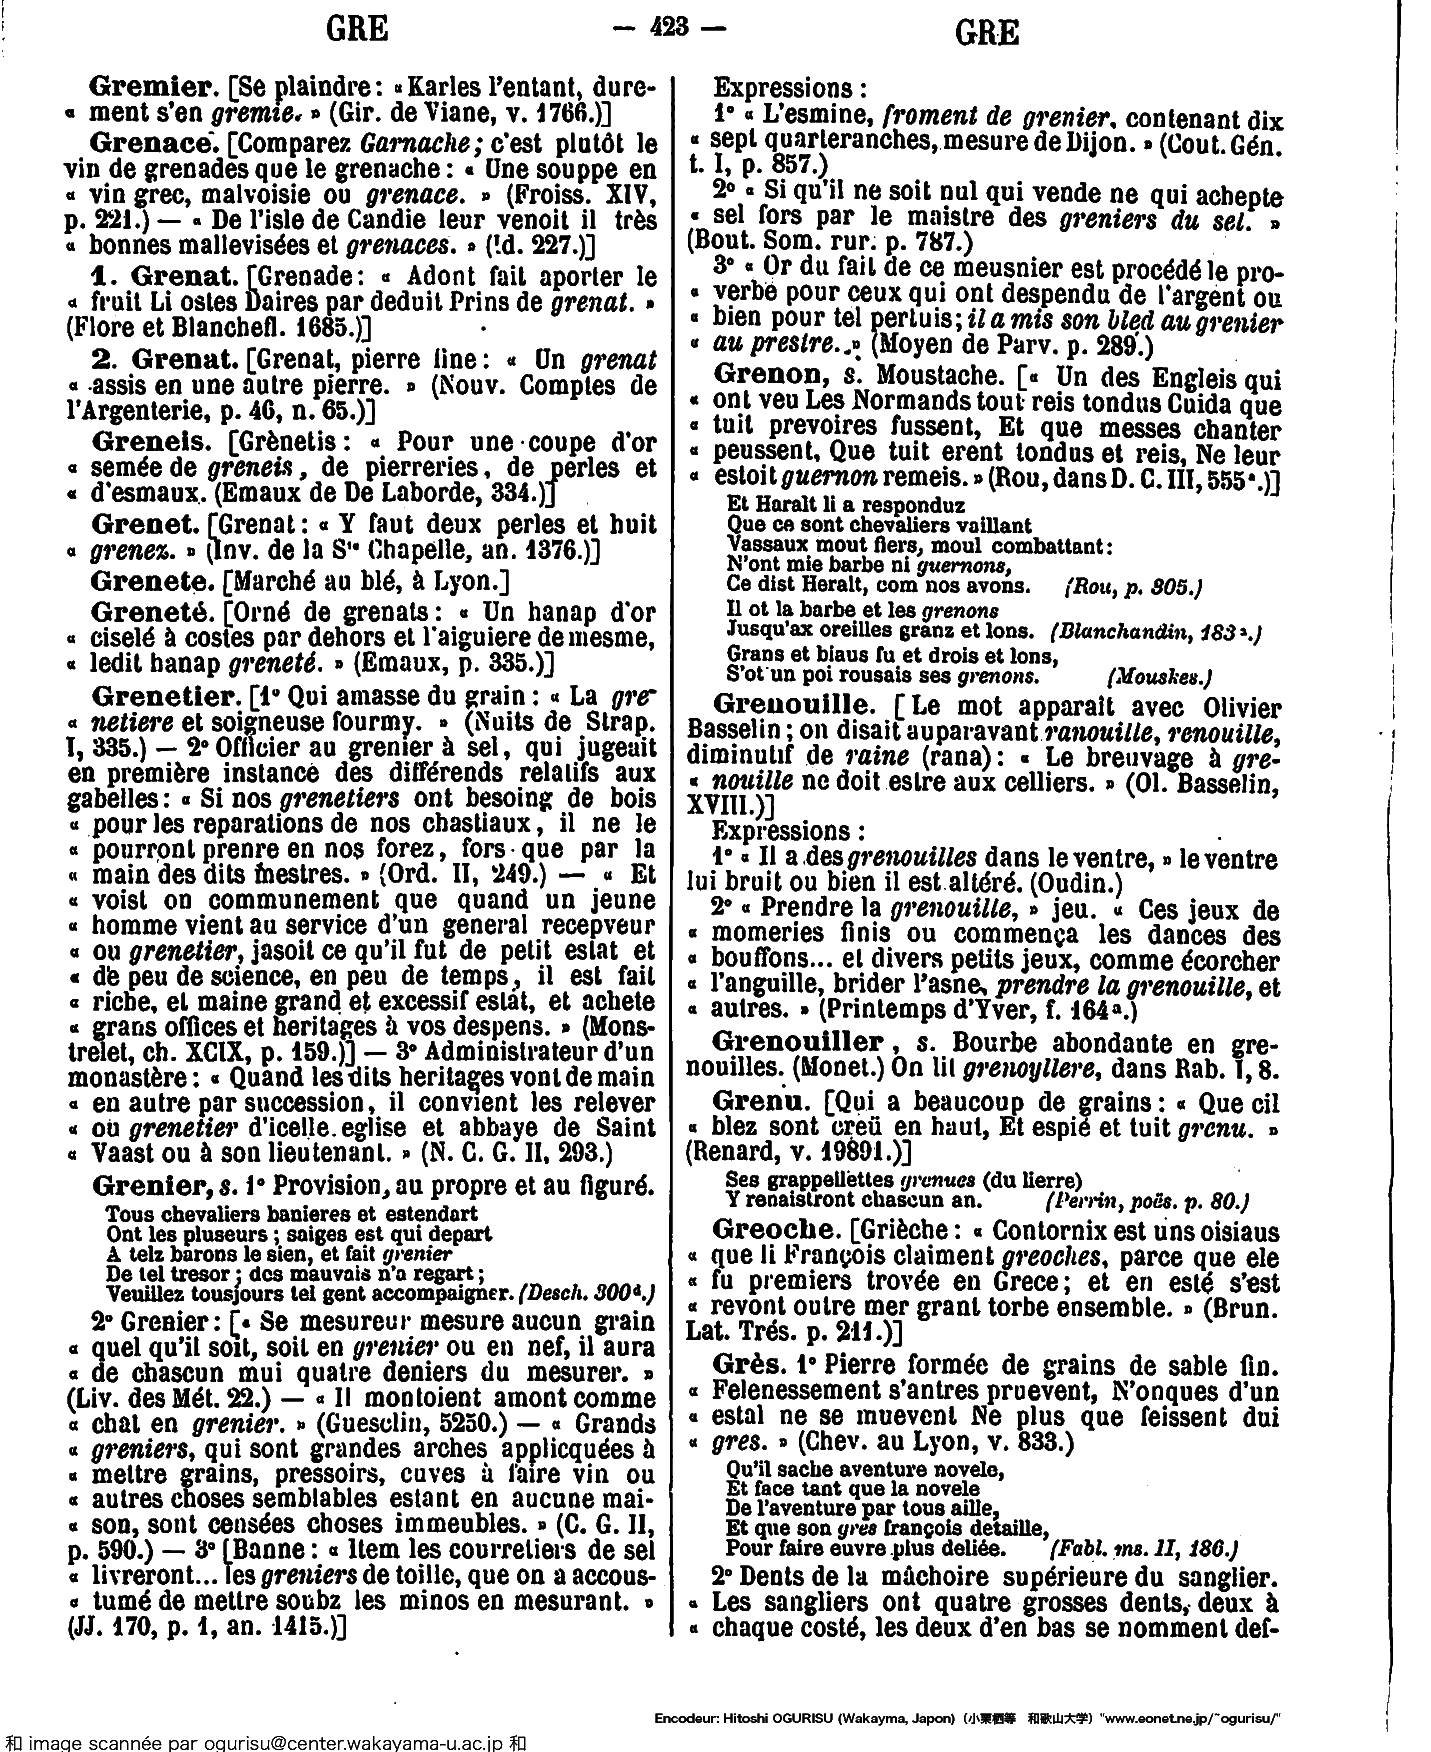 GRE
— 423 —
GRE
Gremier. [Se plaindre : « Karles l'entant, dure-
« ment s'en gremie. » (Gir. de Viane, v. 1766.)]
Grenace. [Comparez Garnache ; c'est plutôt le
vin de grenades que le grenache : « Une souppe en
« vin grec, malvoisie ou grenace. » (Froiss. XIV,
p. 221.) — « De l'isle de Candie leur venoit il très
« bonnes mallevisées et grenaces. » (Id. 227.)]
1. Grenat. [Grenade : « Adont fait aporter le
« fruit Li ostes Daires par deduit Prins de grenat. »
(Flore et Blanchefl. 1685.)]
2. Grenat. [Grenat, pierre fine : « Un grenat
« assis en une autre pierre. » (Nouv. Comptes de
l'Argenterie, p. 46, n. 65.)]
Greneis. [Grènetis : « Pour une coupe d'or
« semée de greneis, de pierreries, de perles et
« d'esmaux. (Emaux de De Laborde, 334.)]
Grenet. [Grenat : « Y faut deux perles et huit
« grenez. » (Inv. de la Ste Chapelle, an. 1376.)]
Grenete. [Marché au blé, à Lyon.]
Greneté. [Orné de grenats : « Un hanap d'or
« ciselé à costes par dehors et l'aiguiere de mesme,
« ledit hanap greneté. » (Emaux, p. 335.)]
Grenetier. [1° Qui amasse du grain : « La gre-
« netiere et soigneuse fourmy. » (Nuits de Strap.
I, 335.) — 2° Officier au grenier à sel, qui jugeait
en première instance des différends relatifs aux
gabelles : « Si nos grenetiers ont besoing de bois
« pour les reparations de nos chastiaux, il ne le
« pourront prenre en nos forez, fors que par la
« main des dits mestres. » (Ord. II, 249.) — « Et
« voist on communement que quand un jeune
« homme vient au service d'un general recepveur
« ou grenetier, jasoit ce qu'il fut de petit estat et
« de peu de science, en peu de temps, il est fait
« riche, et maine grand et excessif estat, et achete
« grans offices et heritages à vos despens. » (Mons-
trelet, ch. XCIX, p. 159.)] — 3° Administrateur d'un
monastère : « Quand les dits heritages vont de main
« en autre par succession, il convient les relever
« ou grenetier d'icelle eglise et abbaye de Saint
« Vaast ou à son lieutenant. » (N. C. G. II, 293.)
Grenier, s. 1° Provision, au propre et au figuré.
Tous chevaliers banieres et estendart
Ont les pluseurs ; saiges est qui depart
A telz barons le sien, et fait grenier
De tel tresor ; des mauvais n'a regart ;
Veuillez tousjours tel gent accompaigner. (Desch. 300d.)
2° Grenier : [« Se mesureur mesure aucun grain
« quel qu'il soit, soit en grenier ou en nef, il aura
« de chascun mui quatre deniers du mesurer. »
(Liv. des Mét. 22.) — « Il montoient amont comme
« chat en grenier. » (Guesclin, 5250.) — « Grands
« greniers, qui sont grandes arches applicquées à
« mettre grains, pressoirs, cuves à faire vin ou
« autres choses semblables estant en aucune mai-
« son, sont censées choses immeubles. » (C. G. II,
p. 590.) — 3° [Banne : « Item les courretiers de sel
« livreront... les greniers de toille, que on a accous-
« tumé de mettre soubz les minos en mesurant. »
(JJ. 170, p. 1, an. 1415.)]
Expressions :
1° « L'esmine, froment de grenier, contenant dix
« sept quarteranches, mesure de Dijon. » (Cout. Gén.
t. I, p. 857.)
2° « Si qu'il ne soit nul qui vende ne qui achepte
« sel fors par le maistre des greniers du sel. »
(Bout. Som. rur. p. 787.)
3° « Or du fait de ce meusnier est procédé le pro-
« verbe pour ceux qui ont despendu de l'argent ou
« bien pour tel pertuis ; il a mis son bled au grenier
« au prestre. » (Moyen de Parv. p. 289.)
Grenon, s. Moustache. [« Un des Engleis qui
« ont veu Les Normands tout reis tondus Cuida que
« tuit prevoires fussent, Et que messes chanter
« peussent, Que tuit erent tondus et reis, Ne leur
« estoit guernon remeis. » (Rou, dans D. C. III, 555a.)]
Et Haralt li a responduz
Que ce sont chevaliers vaillant
Vassaux mout fiers, moul combattant :
N'ont mie barbe ni guernons,
Ce dist Heralt, com nos avons. (Rou, p. 305.)
Il ot la barbe et les grenons
Jusqu'ax oreilles granz et lons. (Blanchandin, 183a.)
Grans et biaus fu et drois et lons,
S'ot un poi rousais ses grenons. (Mouskes.)
Grenouille. [Le mot apparait avec Olivier
Basselin ; on disait auparavant ranouille, renouille,
diminutif de raine (rana) : « Le breuvage à gre-
« nouille ne doit estre aux celliers. » (Ol. Basselin,
XVIII.)]
Expressions :
1° « Il a des grenouilles dans le ventre, » le ventre
lui bruit ou bien il est altéré. (Oudin.)
2° « Prendre la grenouille, » jeu. « Ces jeux de
« momeries finis ou commença les dances des
« bouffons... et divers petits jeux, comme écorcher
« l'anguille, brider l'asne, prendre la grenouille, et
« autres. » (Printemps d'Yver, f. 164a.)
Grenouiller, s. Bourbe abondante en gre-
nouilles. (Monet.) On lit grenoyllere, dans Rab. I, 8.
Grenu. [Qui a beaucoup de grains : « Que cil
« blez sont creü en haut, Et espié et tuit grenu. »
(Renard, v. 19891.)]
Ses grappellettes grenues (du lierre)
Y renaistront chascun an. (Perrin, poës. p. 80.)
Greoche. [Grièche : « Contornix est uns oisiaus
« que li François claiment greoches, parce que ele
« fu premiers trovée en Grece ; et en esté s'est
« revont outre mer grant torbe ensemble. » (Brun.
Lat. Trés. p. 211.)]
Grès. 1° Pierre formée de grains de sable fin.
« Felenessement s'antres pruevent, N'onques d'un
« estal ne se muevent Ne plus que feissent dui
« gres. » (Chev. au Lyon, v. 833.)
Qu'il sache aventure novele,
Et face tant que la novele
De l'aventure par tous aille,
Et que son gres françois detaille,
Pour faire euvre plus deliée. (Fabl. ms. II, 186.)
2° Dents de la mâchoire supérieure du sanglier.
« Les sangliers ont quatre grosses dents, deux à
« chaque costé, les deux d'en bas se nomment def-
Encodeur: Hitoshi OGURISU (Wakayma, Japon) (小栗栖等 和歌山大学) "www.eonet.ne.jp/~ogurisu/"
和 image scannée par ogurisu@center.wakayama-u.ac.jp 和